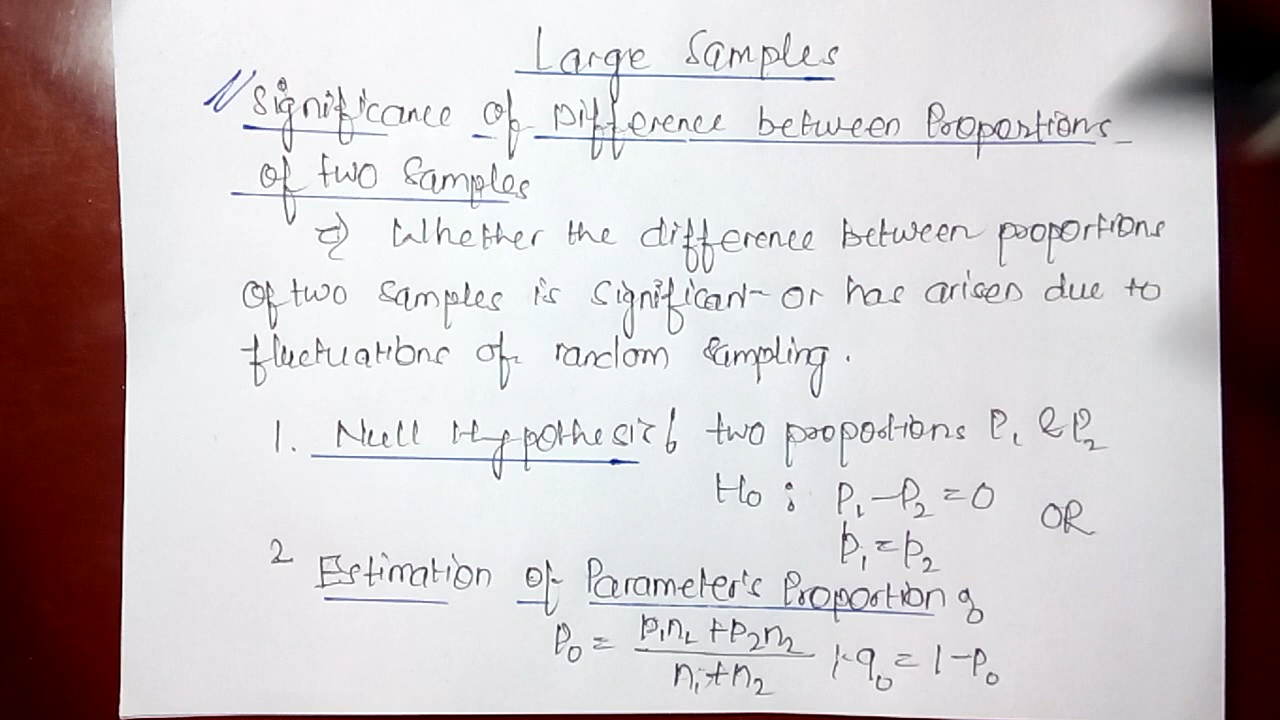 Large Samples
Significance of Difference between Proportions
of two Samples
Whether the difference between proportions
of two samples is significant or has arisen due to
fluctuations of random sampling.
1. Null Hypothesis: two proportions P₁ & P₂
H₀ : P₁ - P₂ = 0 OR
p₁ = p₂
2 Estimation of Parameter's Proportion :
P₀ = (p₁n₁ + p₂n₂) / (n₁ + n₂) q₀ = 1 - P₀